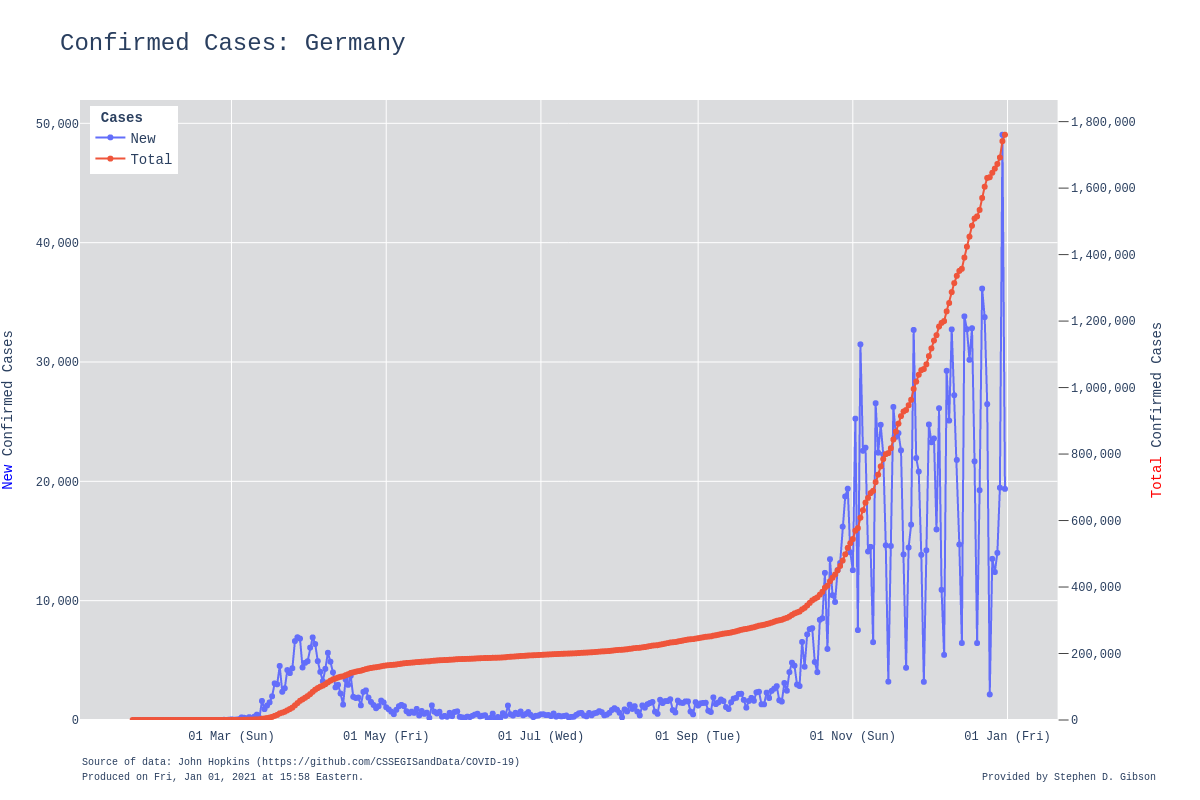 Confirmed Cases: Germany
Cases
New
Total
50,000
40,000
30,000
20,000
10,000
0
New Confirmed Cases
1,800,000
1,600,000
1,400,000
1,200,000
1,000,000
800,000
600,000
400,000
200,000
0
Total Confirmed Cases
01 Mar (Sun)
01 May (Fri)
01 Jul (Wed)
01 Sep (Tue)
01 Nov (Sun)
01 Jan (Fri)
Source of data: John Hopkins (https://github.com/CSSEGISandData/COVID-19)
Produced on Fri, Jan 01, 2021 at 15:58 Eastern.
Provided by Stephen D. Gibson